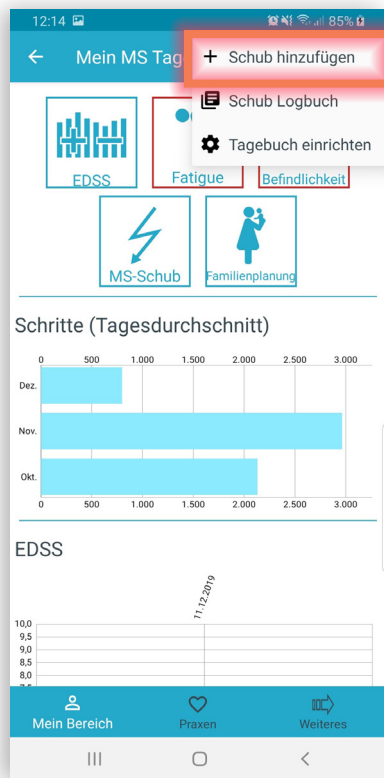 12:14 85%
Mein MS Tag
Schub hinzufügen
Schub Logbuch
Tagebuch einrichten
EDSS Fatigue Befindlichkeit
MS-Schub Familienplanung
Schritte (Tagesdurchschnitt)
0 500 1.000 1.500 2.000 2.500 3.000
Dez.
Nov.
Okt.
0 500 1.000 1.500 2.000 2.500 3.000
EDSS
11.12.2019
10,0
9,5
9,0
8,5
8,0
Mein Bereich Praxen Weiteres